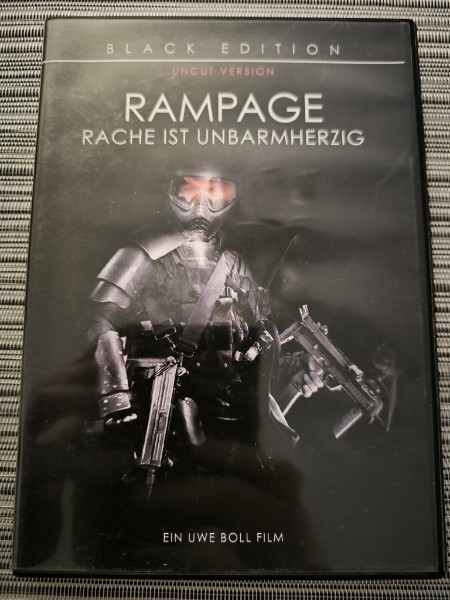 BLACK EDITION
UNCUT VERSION
RAMPAGE
RACHE IST UNBARMHERZIG
EIN UWE BOLL FILM